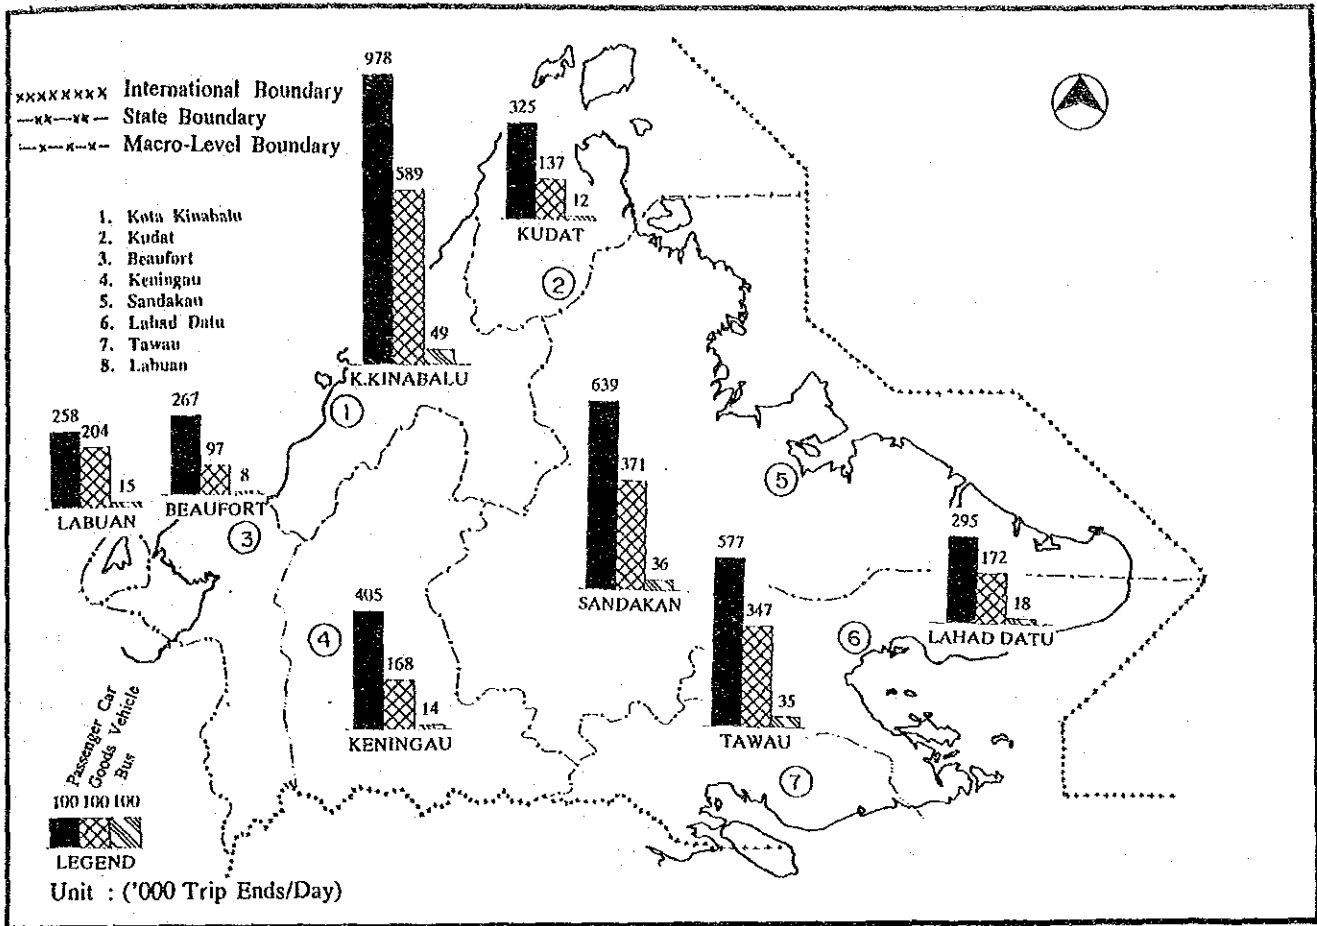 xxxxxxxxx International Boundary
—xx—xx— State Boundary
—x—x—x— Macro-Level Boundary
1. Kota Kinabalu
2. Kudat
3. Beaufort
4. Keningau
5. Sandakan
6. Lahad Datu
7. Tawau
8. Labuan
978
589
49
K.KINABALU
325
137
12
KUDAT
2
1
258
204
15
LABUAN
267
97
8
BEAUFORT
3
639
371
36
SANDAKAN
5
295
172
18
LAHAD DATU
6
405
168
14
KENINGAU
4
577
347
35
TAWAU
7
Passenger Car
Goods Vehicle
Bus
100 100 100
LEGEND
Unit : ('000 Trip Ends/Day)